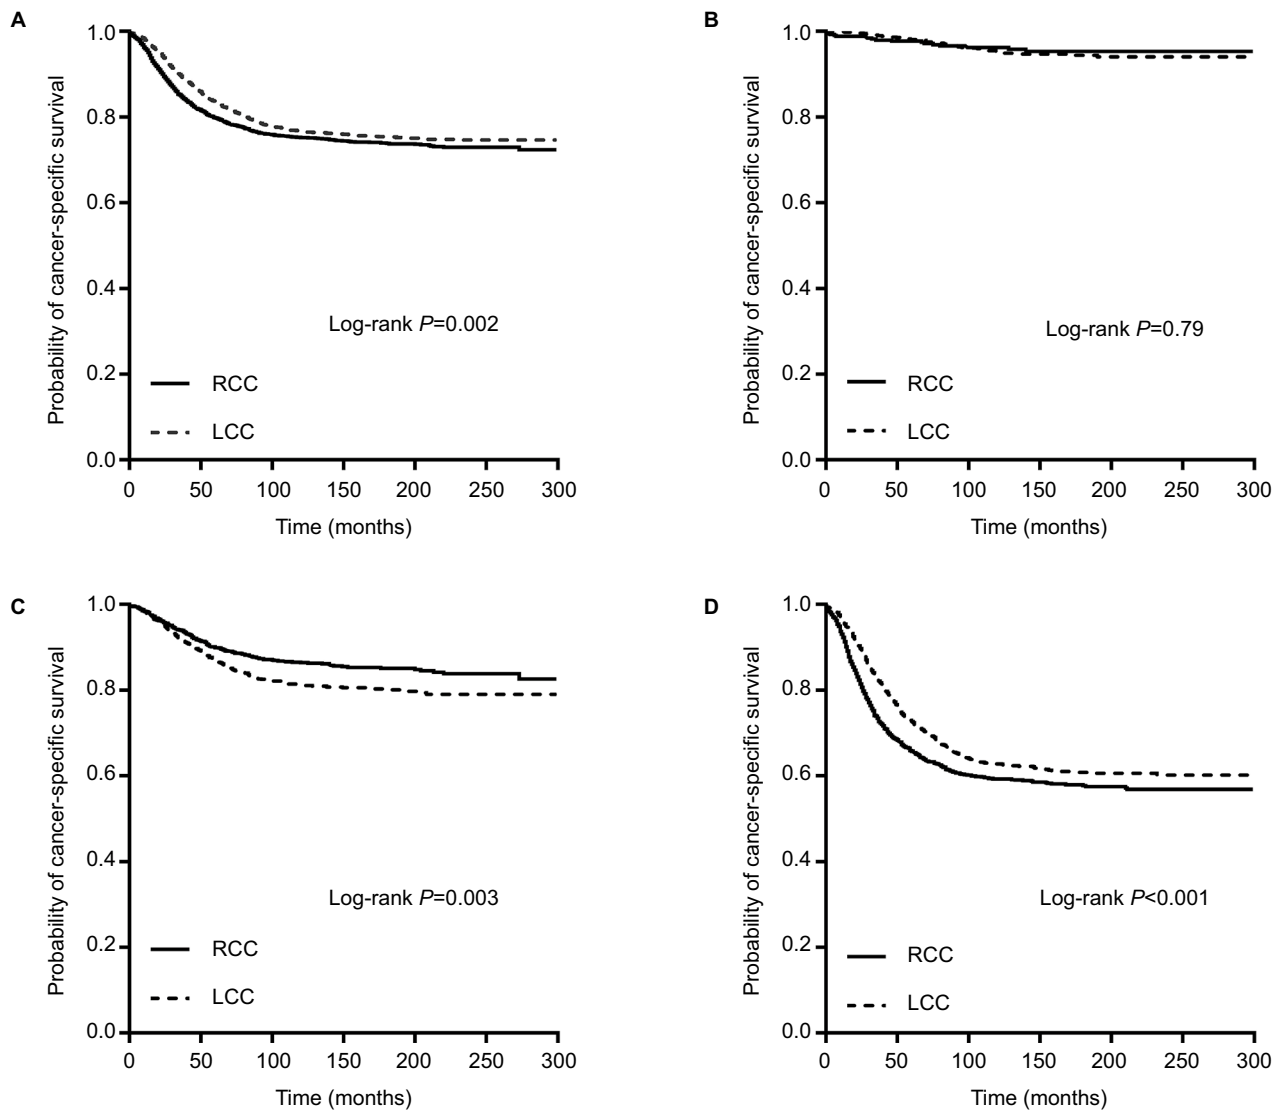 A
Probability of cancer-specific survival
1.0
0.8
0.6
0.4
0.2
0.0
Log-rank P=0.002
RCC
LCC
0 50 100 150 200 250 300
Time (months)
B
Probability of cancer-specific survival
1.0
0.8
0.6
0.4
0.2
0.0
Log-rank P=0.79
RCC
LCC
0 50 100 150 200 250 300
Time (months)
C
Probability of cancer-specific survival
1.0
0.8
0.6
0.4
0.2
0.0
Log-rank P=0.003
RCC
LCC
0 50 100 150 200 250 300
Time (months)
D
Probability of cancer-specific survival
1.0
0.8
0.6
0.4
0.2
0.0
Log-rank P<0.001
RCC
LCC
0 50 100 150 200 250 300
Time (months)